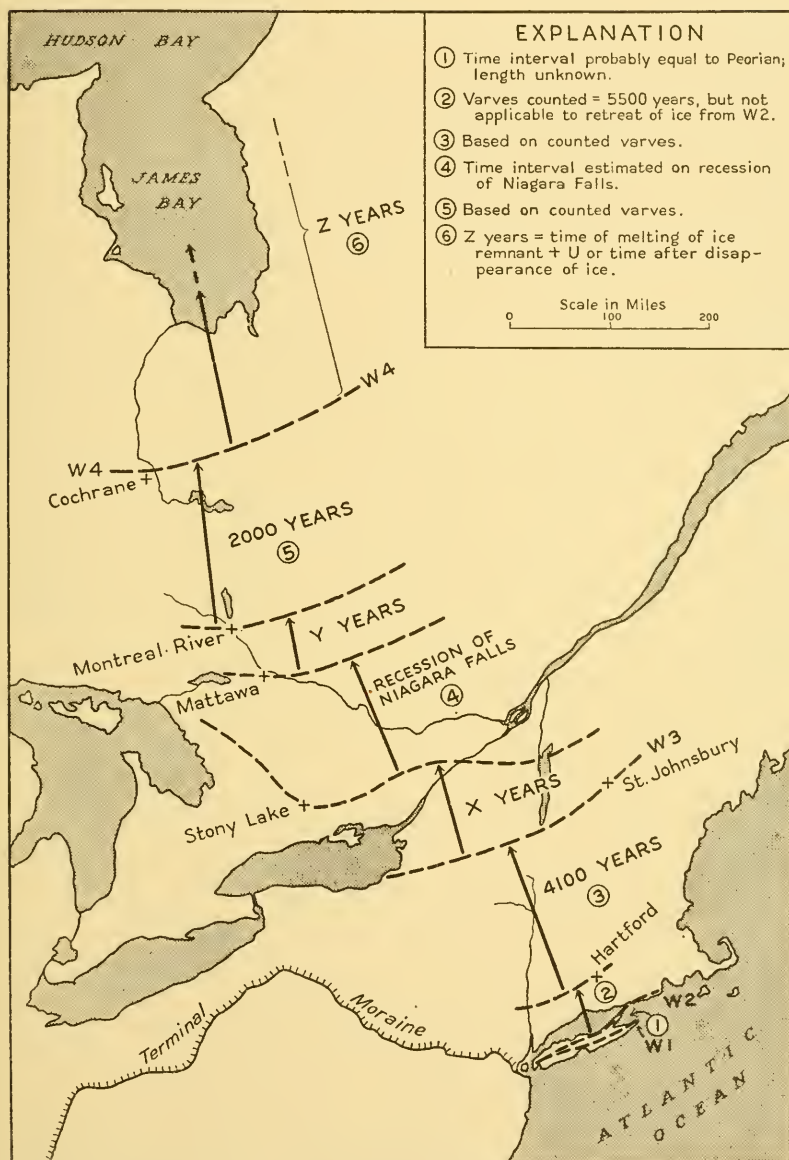 HUDSON BAY
JAMES
BAY
EXPLANATION
① Time interval probably equal to Peorian;
length unknown.
② Varves counted = 5500 years, but not
applicable to retreat of ice from W2.
③ Based on counted varves.
④ Time interval estimated on recession
of Niagara Falls.
⑤ Based on counted varves.
⑥ Z years = time of melting of ice
remnant + U or time after disap-
pearance of ice.
Scale in Miles
0 100 200
Z YEARS
⑥
W4
W4
Cochrane
2000 YEARS
⑤
Montreal River
Y YEARS
Mattawa
RECESSION OF
NIAGARA FALLS
④
Stony Lake
W3
St. Johnsbury
X YEARS
4100 YEARS
③
Hartford
②
W2
①
W1
Terminal
Moraine
ATLANTIC
OCEAN